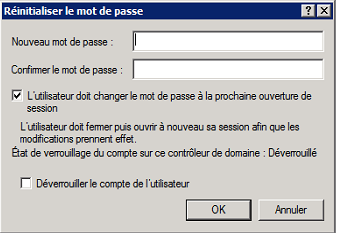 Réinitialiser le mot de passe
Nouveau mot de passe :
Confirmer le mot de passe :
L'utilisateur doit changer le mot de passe à la prochaine ouverture de
session
L'utilisateur doit fermer puis ouvrir à nouveau sa session afin que les
modifications prennent effet.
État de verrouillage du compte sur ce contrôleur de domaine : Déverrouillé
Déverrouiller le compte de l'utilisateur
OK
Annuler